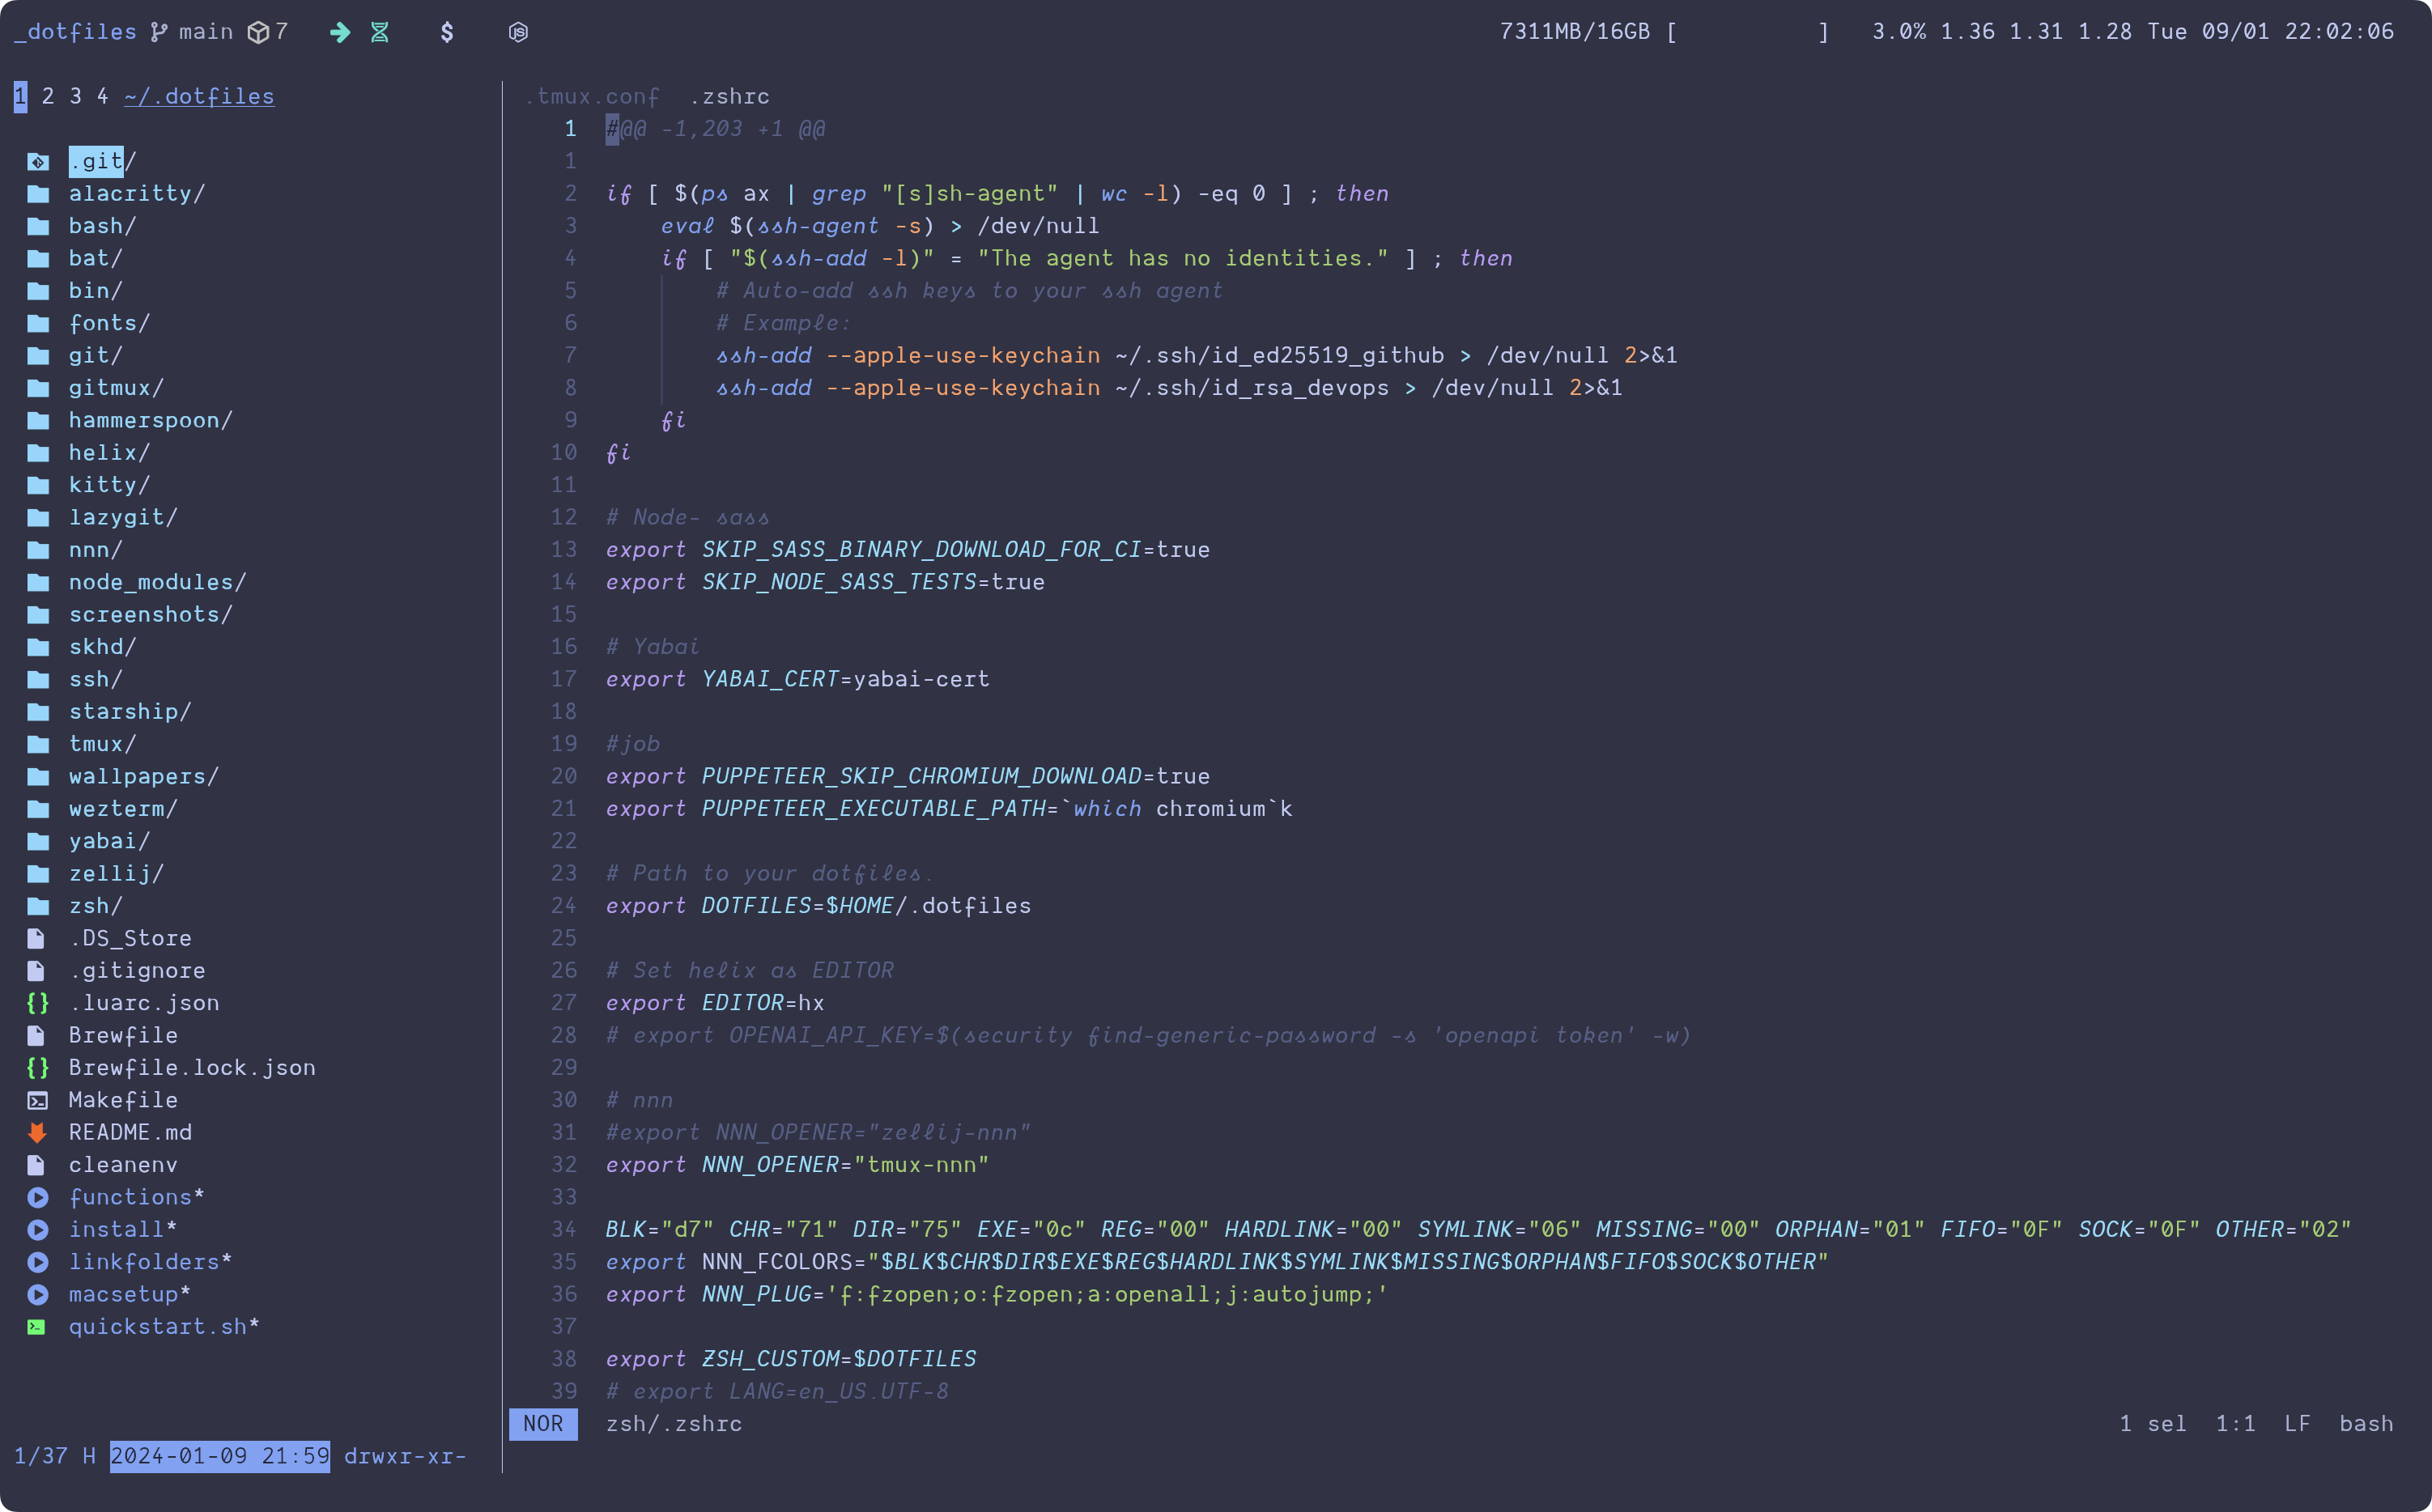 _dotfiles main 7 $ JS 7311MB/16GB [ ] 3.0% 1.36 1.31 1.28 Tue 09/01 22:02:06
1 2 3 4 ~/.dotfiles
.git/
alacritty/
bash/
bat/
bin/
fonts/
git/
gitmux/
hammerspoon/
helix/
kitty/
lazygit/
nnn/
node_modules/
screenshots/
skhd/
ssh/
starship/
tmux/
wallpapers/
wezterm/
yabai/
zellij/
zsh/
.DS_Store
.gitignore
{} .luarc.json
Brewfile
{} Brewfile.lock.json
Makefile
README.md
cleanenv
functions*
install*
linkfolders*
macsetup*
quickstart.sh*
1/37 H 2024-01-09 21:59 drwxr-xr-
.tmux.conf .zshrc
1 #@@ -1,203 +1 @@
1
2 if [ $(ps ax | grep "[s]sh-agent" | wc -l) -eq 0 ] ; then
3     eval $(ssh-agent -s) > /dev/null
4     if [ "$(ssh-add -l)" = "The agent has no identities." ] ; then
5         # Auto-add ssh keys to your ssh agent
6         # Example:
7         ssh-add --apple-use-keychain ~/.ssh/id_ed25519_github > /dev/null 2>&1
8         ssh-add --apple-use-keychain ~/.ssh/id_rsa_devops > /dev/null 2>&1
9     fi
10 fi
11
12 # Node- sass
13 export SKIP_SASS_BINARY_DOWNLOAD_FOR_CI=true
14 export SKIP_NODE_SASS_TESTS=true
15
16 # Yabai
17 export YABAI_CERT=yabai-cert
18
19 #job
20 export PUPPETEER_SKIP_CHROMIUM_DOWNLOAD=true
21 export PUPPETEER_EXECUTABLE_PATH=`which chromium`k
22
23 # Path to your dotfiles.
24 export DOTFILES=$HOME/.dotfiles
25
26 # Set helix as EDITOR
27 export EDITOR=hx
28 # export OPENAI_API_KEY=$(security find-generic-password -s 'openapi token' -w)
29
30 # nnn
31 #export NNN_OPENER="zellij-nnn"
32 export NNN_OPENER="tmux-nnn"
33
34 BLK="d7" CHR="71" DIR="75" EXE="0c" REG="00" HARDLINK="00" SYMLINK="06" MISSING="00" ORPHAN="01" FIFO="0F" SOCK="0F" OTHER="02"
35 export NNN_FCOLORS="$BLK$CHR$DIR$EXE$REG$HARDLINK$SYMLINK$MISSING$ORPHAN$FIFO$SOCK$OTHER"
36 export NNN_PLUG='f:fzopen;o:fzopen;a:openall;j:autojump;'
37
38 export ZSH_CUSTOM=$DOTFILES
39 # export LANG=en_US.UTF-8
NOR zsh/.zshrc 1 sel 1:1 LF bash